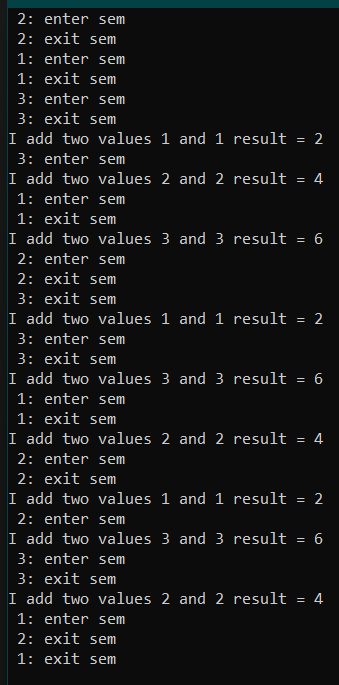 2: enter sem
2: exit sem
1: enter sem
1: exit sem
3: enter sem
3: exit sem
I add two values 1 and 1 result = 2
3: enter sem
I add two values 2 and 2 result = 4
1: enter sem
1: exit sem
I add two values 3 and 3 result = 6
2: enter sem
2: exit sem
3: exit sem
I add two values 1 and 1 result = 2
3: enter sem
3: exit sem
I add two values 3 and 3 result = 6
1: enter sem
1: exit sem
I add two values 2 and 2 result = 4
2: enter sem
2: exit sem
I add two values 1 and 1 result = 2
2: enter sem
I add two values 3 and 3 result = 6
3: enter sem
3: exit sem
I add two values 2 and 2 result = 4
1: enter sem
2: exit sem
1: exit sem